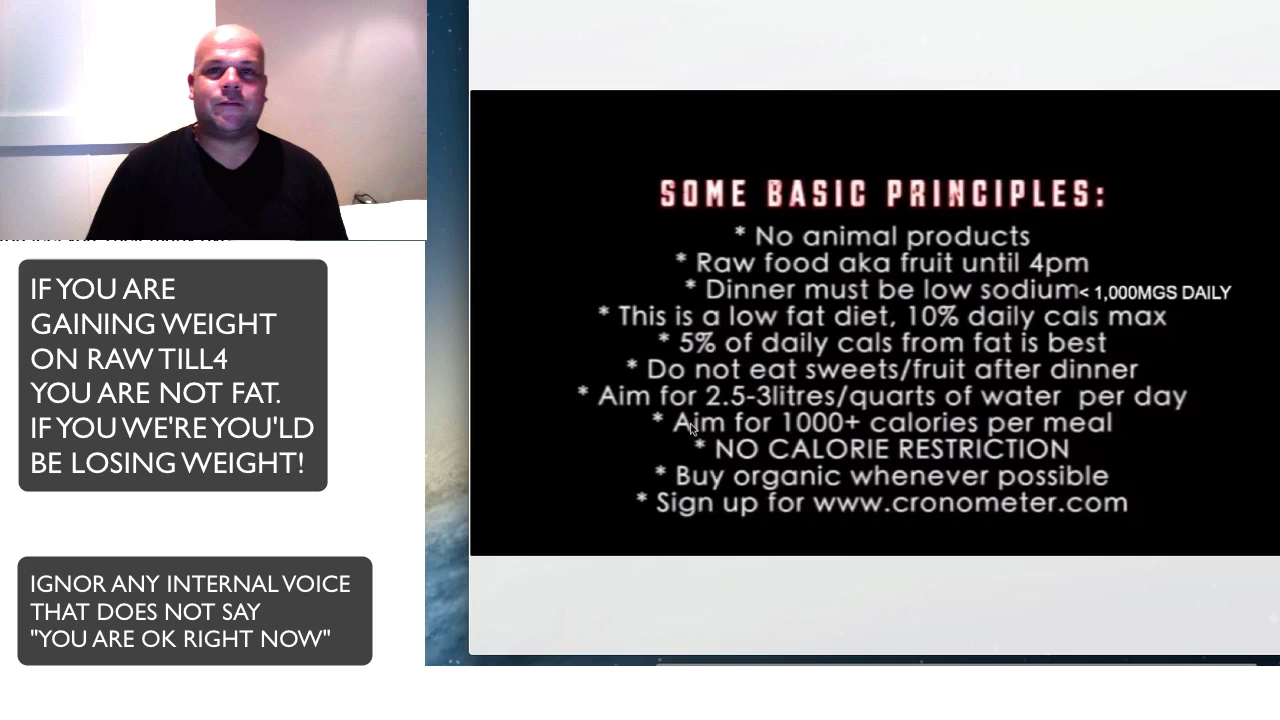 IF YOU ARE
GAINING WEIGHT
ON RAW TILL4
YOU ARE NOT FAT.
IF YOU WE'RE YOU'LD
BE LOSING WEIGHT!
IGNOR ANY INTERNAL VOICE
THAT DOES NOT SAY
"YOU ARE OK RIGHT NOW"
SOME BASIC PRINCIPLES:
* No animal products
* Raw food aka fruit until 4pm
* Dinner must be low sodium< 1,000MGS DAILY
* This is a low fat diet, 10% daily cals max
* 5% of daily cals from fat is best
* Do not eat sweets/fruit after dinner
* Aim for 2.5-3litres/quarts of water per day
* Aim for 1000+ calories per meal
* NO CALORIE RESTRICTION
* Buy organic whenever possible
* Sign up for www.cronometer.com